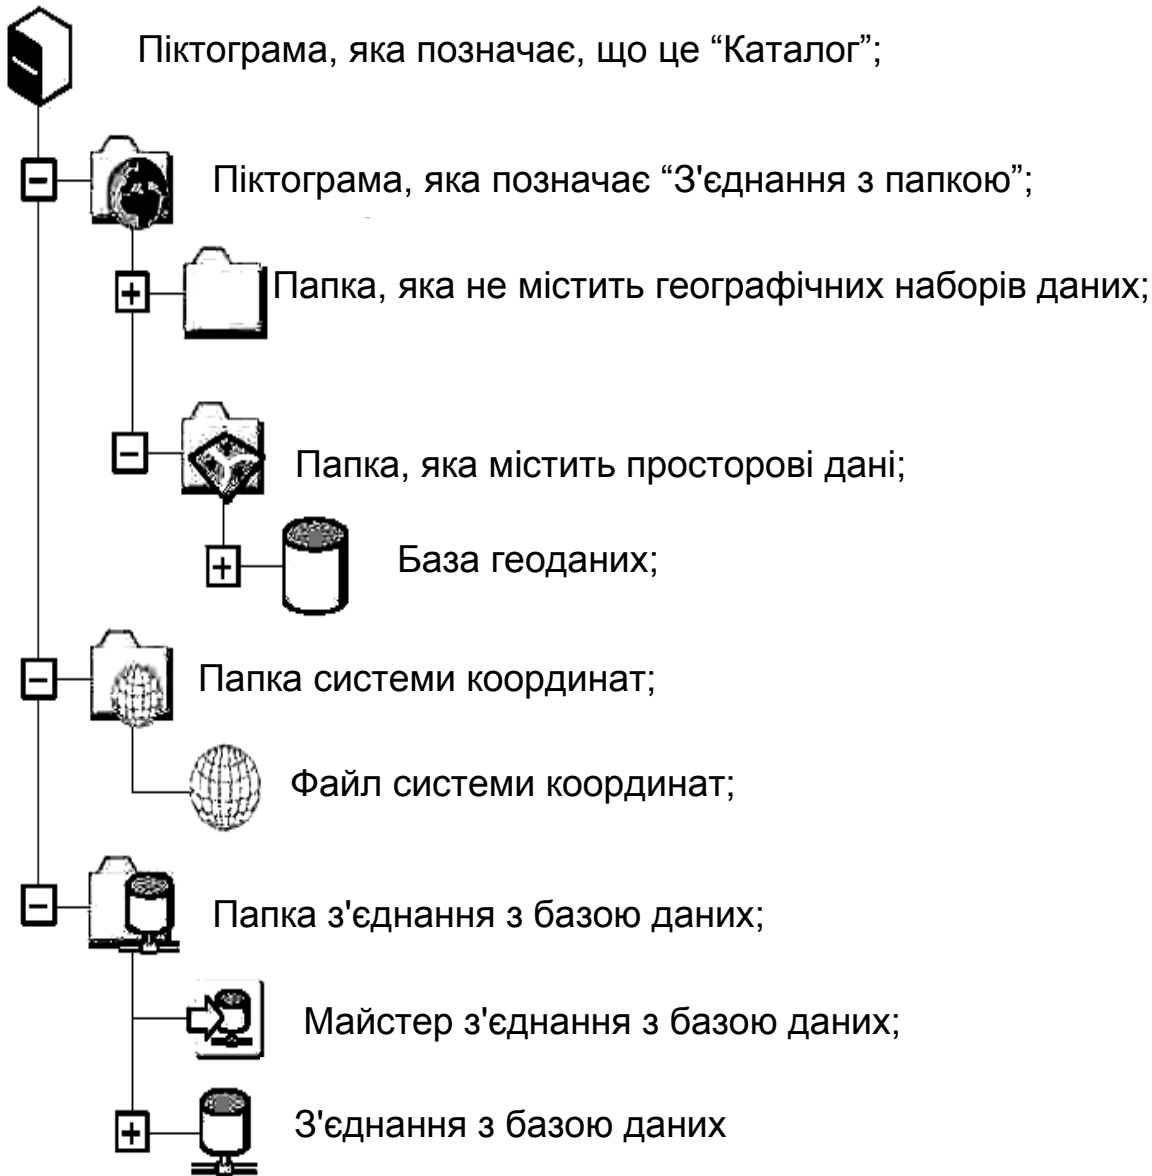 Піктограма, яка позначає, що це “Каталог”;
Піктограма, яка позначає “З'єднання з папкою”;
Папка, яка не містить географічних наборів даних;
Папка, яка містить просторові дані;
База геоданих;
Папка системи координат;
Файл системи координат;
Папка з'єднання з базою даних;
Майстер з'єднання з базою даних;
З'єднання з базою даних